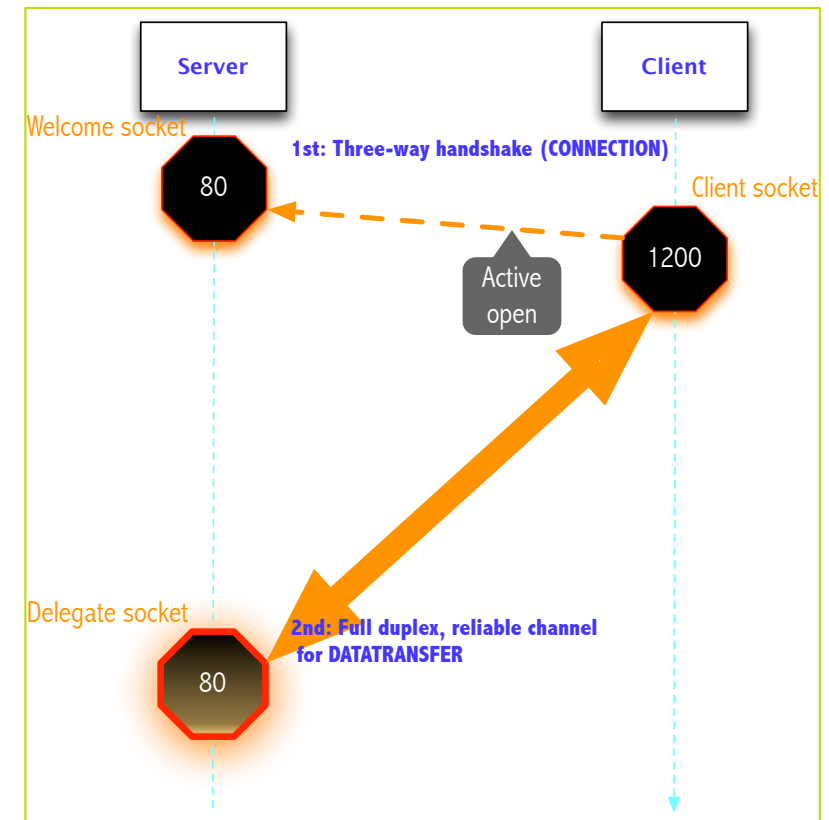 Server
Client
Welcome socket
1st: Three-way handshake (CONNECTION)
80
Client socket
1200
Active
open
Delegate socket
2nd: Full duplex, reliable channel
for DATATRANSFER
80